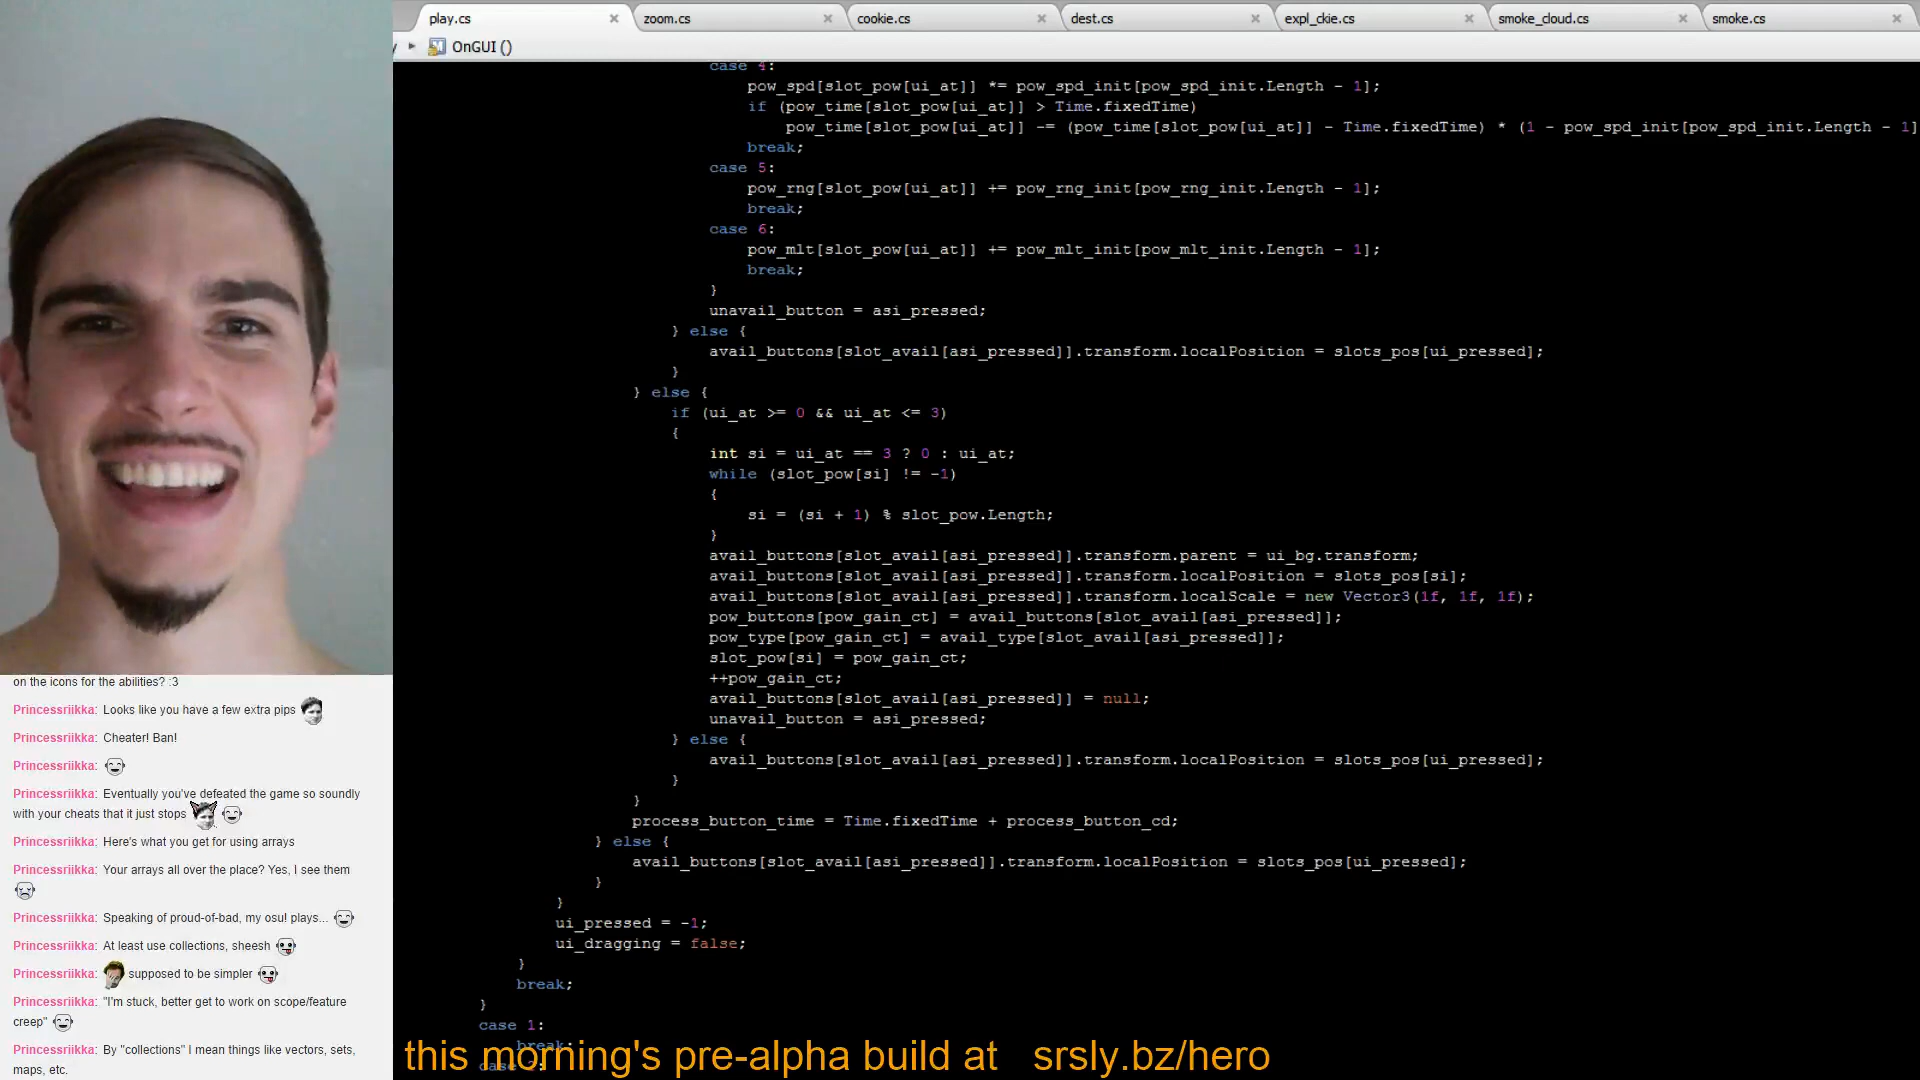 play.cs
zoom.cs
cookie.cs
dest.cs
expl_ckie.cs
smoke_cloud.cs
smoke.cs
OnGUI ()
case 4:
pow_spd[slot_pow[ui_at]] *= pow_spd_init[pow_spd_init.Length - 1];
if (pow_time[slot_pow[ui_at]] > Time.fixedTime)
pow_time[slot_pow[ui_at]] -= (pow_time[slot_pow[ui_at]] - Time.fixedTime) * (1 - pow_spd_init[pow_spd_init.Length - 1]
break;
case 5:
pow_rng[slot_pow[ui_at]] += pow_rng_init[pow_rng_init.Length - 1];
break;
case 6:
pow_mlt[slot_pow[ui_at]] += pow_mlt_init[pow_mlt_init.Length - 1];
break;
}
unavail_button = asi_pressed;
} else {
avail_buttons[slot_avail[asi_pressed]].transform.localPosition = slots_pos[ui_pressed];
}
} else {
if (ui_at >= 0 && ui_at <= 3)
{
int si = ui_at == 3 ? 0 : ui_at;
while (slot_pow[si] != -1)
{
si = (si + 1) % slot_pow.Length;
}
avail_buttons[slot_avail[asi_pressed]].transform.parent = ui_bg.transform;
avail_buttons[slot_avail[asi_pressed]].transform.localPosition = slots_pos[si];
avail_buttons[slot_avail[asi_pressed]].transform.localScale = new Vector3(1f, 1f, 1f);
pow_buttons[pow_gain_ct] = avail_buttons[slot_avail[asi_pressed]];
pow_type[pow_gain_ct] = avail_type[slot_avail[asi_pressed]];
slot_pow[si] = pow_gain_ct;
++pow_gain_ct;
avail_buttons[slot_avail[asi_pressed]] = null;
unavail_button = asi_pressed;
} else {
avail_buttons[slot_avail[asi_pressed]].transform.localPosition = slots_pos[ui_pressed];
}
}
process_button_time = Time.fixedTime + process_button_cd;
} else {
avail_buttons[slot_avail[asi_pressed]].transform.localPosition = slots_pos[ui_pressed];
}
}
ui_pressed = -1;
ui_dragging = false;
}
break;
}
case 1:
break;
on the icons for the abilities? :3
Princessriikka: Looks like you have a few extra pips
Princessriikka: Cheater! Ban!
Princessriikka:
Princessriikka: Eventually you've defeated the game so soundly
with your cheats that it just stops
Princessriikka: Here's what you get for using arrays
Princessriikka: Your arrays all over the place? Yes, I see them
Princessriikka: Speaking of proud-of-bad, my osu! plays...
Princessriikka: At least use collections, sheesh
Princessriikka: supposed to be simpler
Princessriikka: "I'm stuck, better get to work on scope/feature
creep"
Princessriikka: By "collections" I mean things like vectors, sets,
maps, etc.
this morning's pre-alpha build at srsly.bz/hero